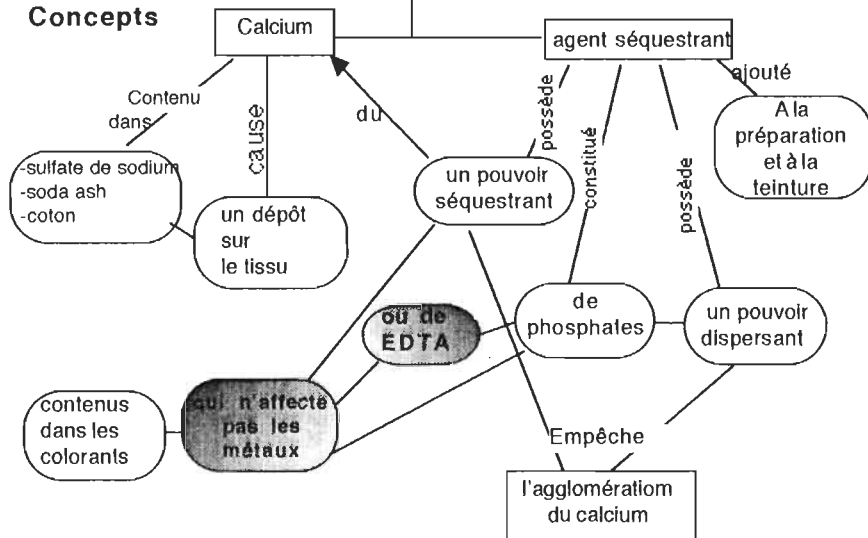 Concepts
Calcium
agent séquestrant
ajouté
Contenu
dans
cause
du
possède
constitué
possède
A la
préparation
et à la
teinture
-sulfate de sodium
-soda ash
-coton
un dépôt
sur
le tissu
un pouvoir
séquestrant
ou de
EDTA
de
phosphates
un pouvoir
dispersant
contenus
dans les
colorants
qui n'affecte
pas les
métaux
Empêche
l'agglomératiom
du calcium